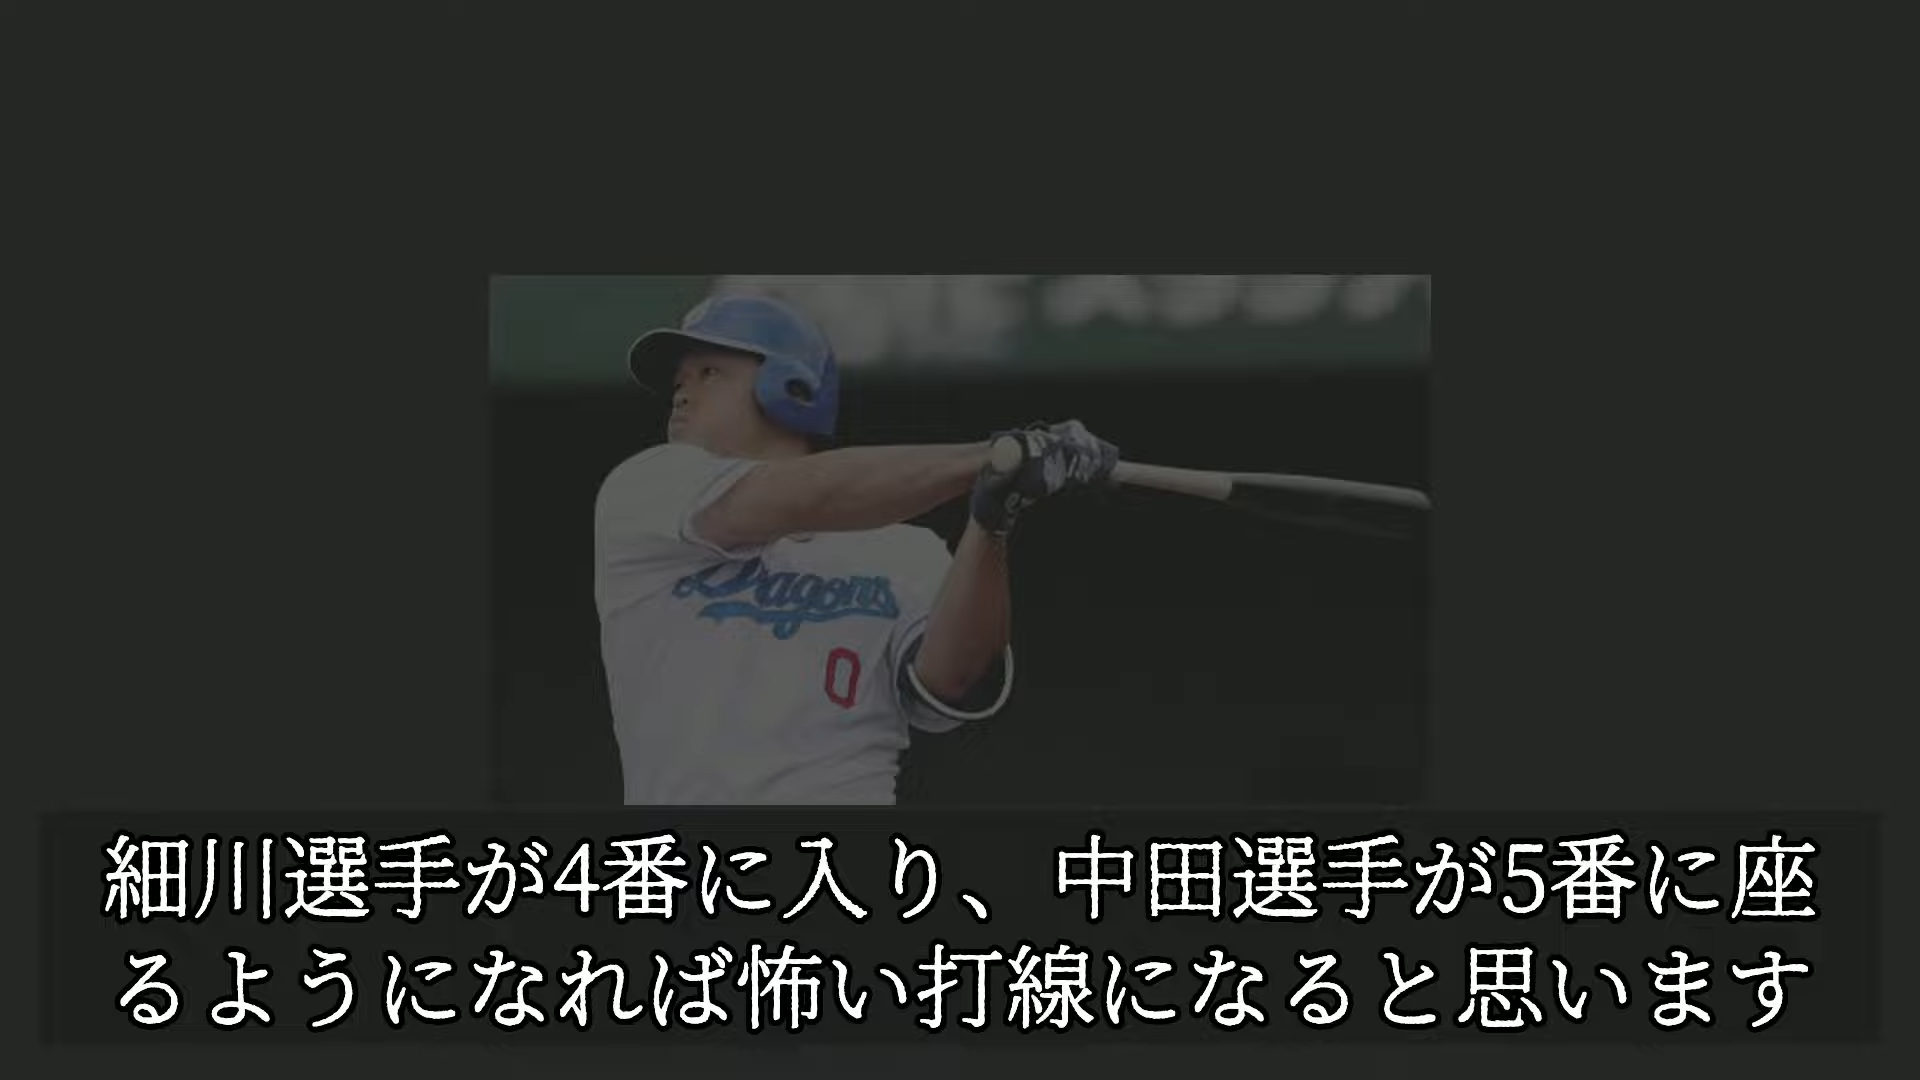 Dragons
0
細川選手が4番に入り、中田選手が5番に座
るようになれば怖い打線になると思います